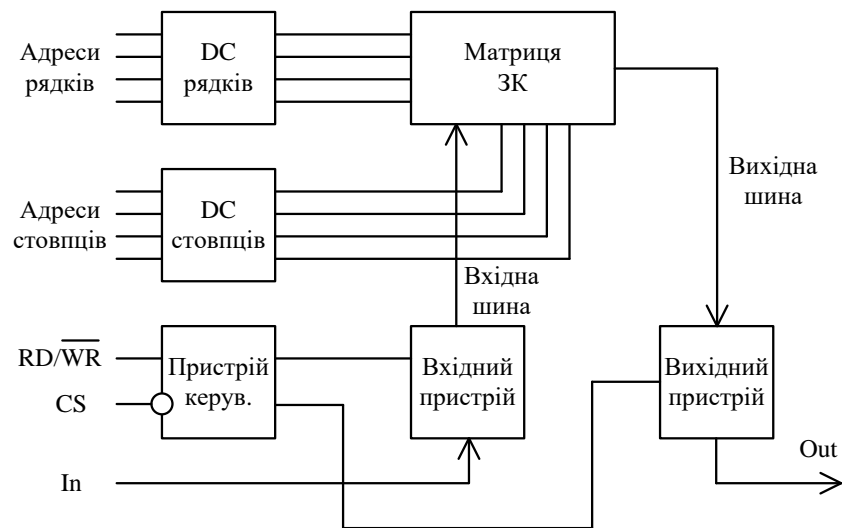 Адреси
рядків
DC
рядків
Матриця
ЗК
Вихідна
шина
Адреси
стовпців
DC
стовпців
Вхідна
шина
RD/W̅R̅
CS
Пристрій
керув.
Вхідний
пристрій
Вихідний
пристрій
In
Out